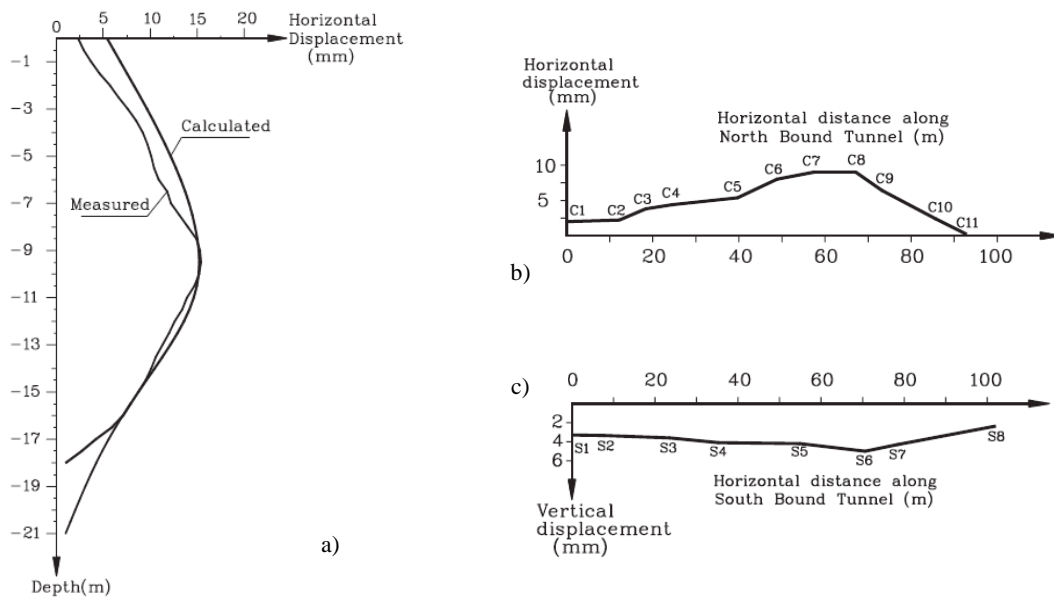 0 5 10 15 20
Horizontal
Displacement
(mm)
-1
-3
Calculated
-5
Measured
-7
-9
-11
-13
-15
-17
-19
-21
a)
Depth(m)
Horizontal
displacement
(mm)
Horizontal distance along
North Bound Tunnel (m)
10
5
C1 C2 C3 C4 C5 C6 C7 C8 C9 C10 C11
0 20 40 60 80 100
b)
c)
0 20 40 60 80 100
2
4
6
S1 S2 S3 S4 S5 S6 S7 S8
Horizontal distance along
South Bound Tunnel (m)
Vertical
displacement
(mm)